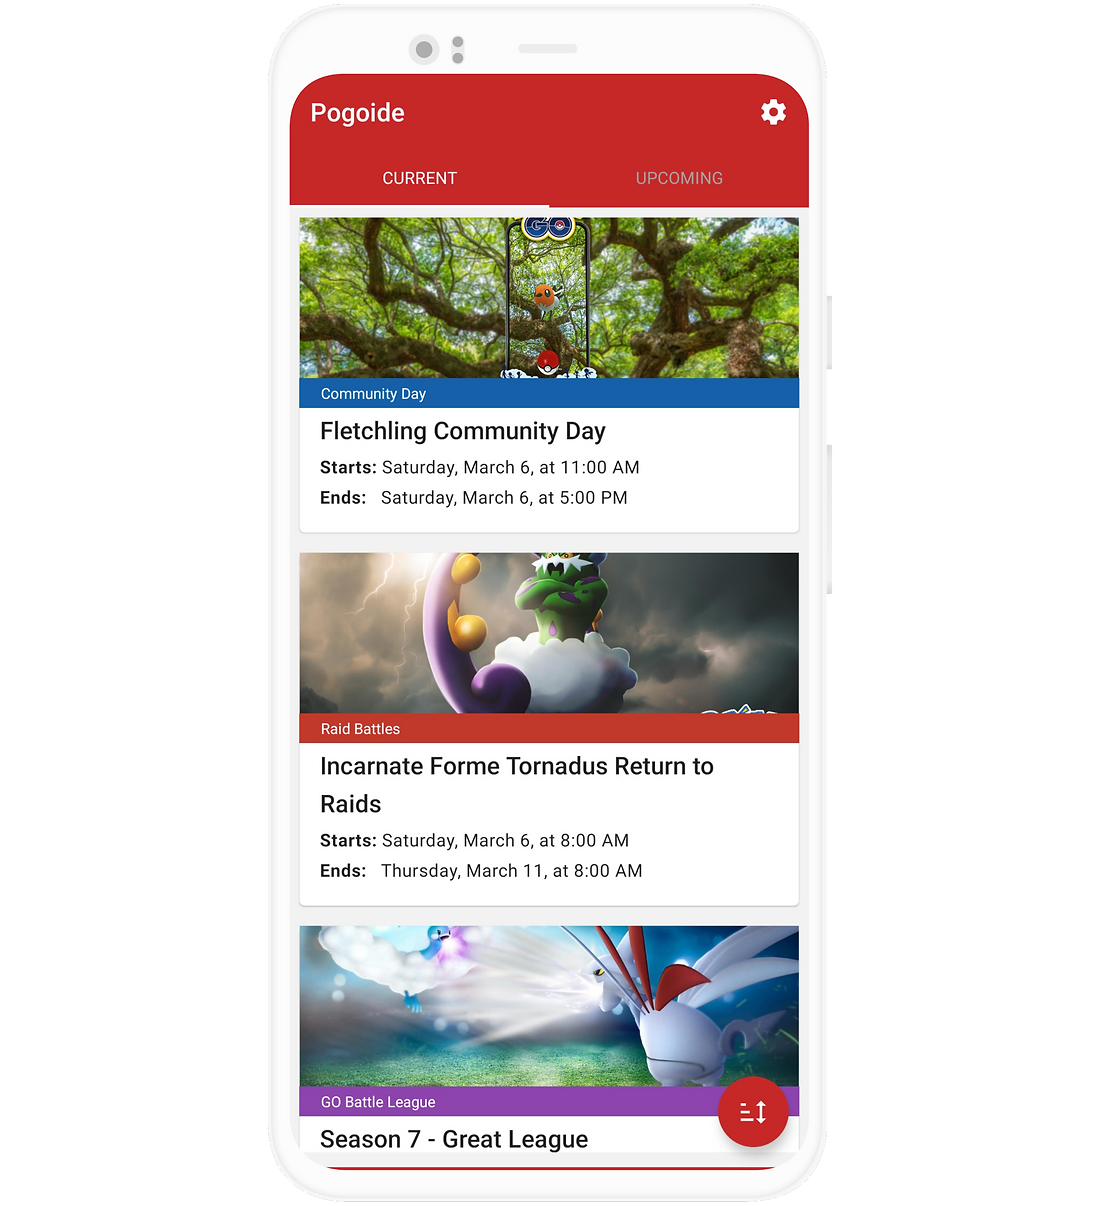 Pogoide
CURRENT
UPCOMING
GO
Community Day
Fletchling Community Day
Starts: Saturday, March 6, at 11:00 AM
Ends: Saturday, March 6, at 5:00 PM
Raid Battles
Incarnate Forme Tornadus Return to
Raids
Starts: Saturday, March 6, at 8:00 AM
Ends: Thursday, March 11, at 8:00 AM
GO Battle League
Season 7 - Great League